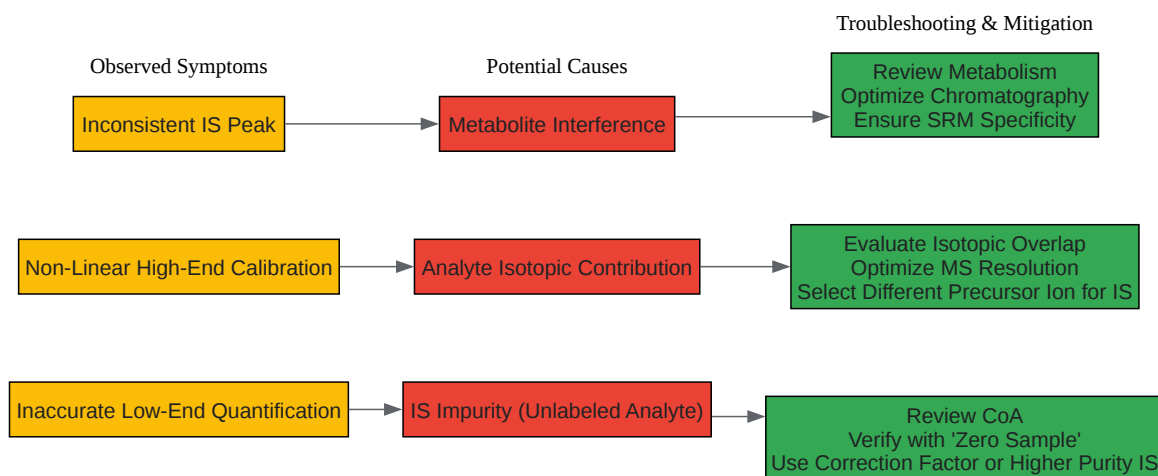 Observed Symptoms
Potential Causes
Troubleshooting & Mitigation
Inconsistent IS Peak
Metabolite Interference
Review Metabolism
Optimize Chromatography
Ensure SRM Specificity
Non-Linear High-End Calibration
Analyte Isotopic Contribution
Evaluate Isotopic Overlap
Optimize MS Resolution
Select Different Precursor Ion for IS
Inaccurate Low-End Quantification
IS Impurity (Unlabeled Analyte)
Review CoA
Verify with 'Zero Sample'
Use Correction Factor or Higher Purity IS